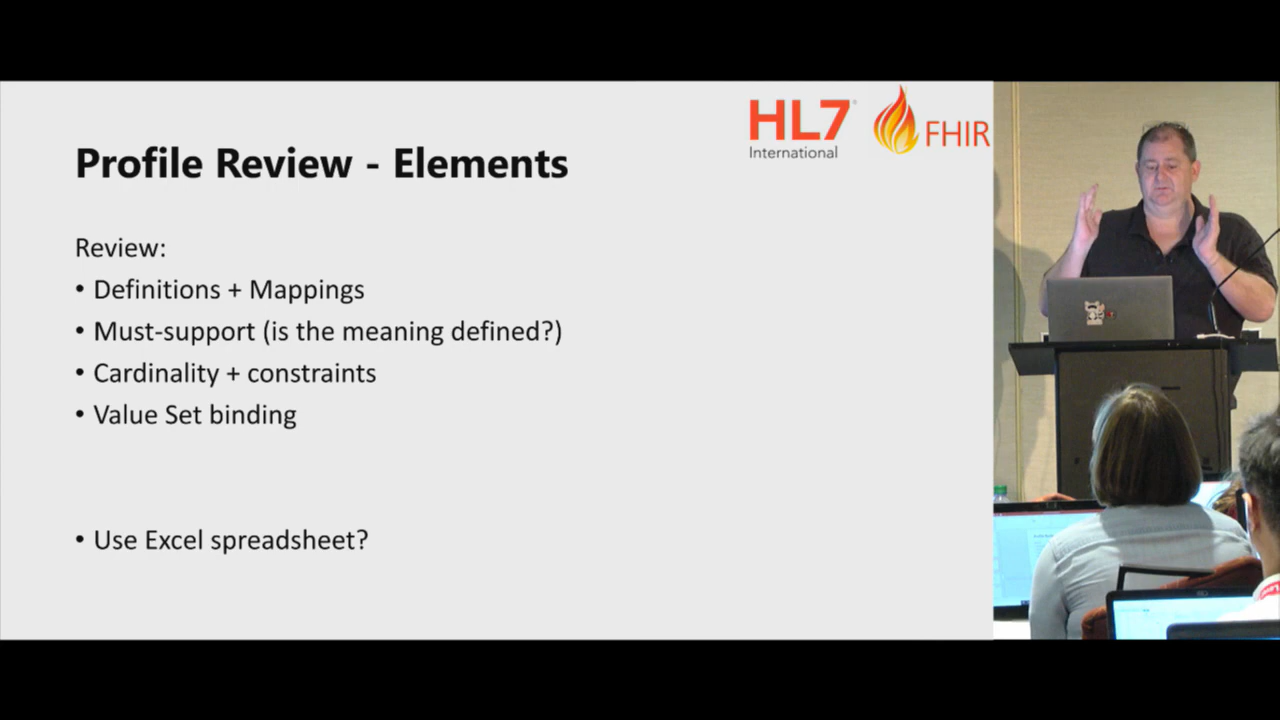 HL7
International
FHIR
Profile Review - Elements
Review:
• Definitions + Mappings
• Must-support (is the meaning defined?)
• Cardinality + constraints
• Value Set binding
• Use Excel spreadsheet?